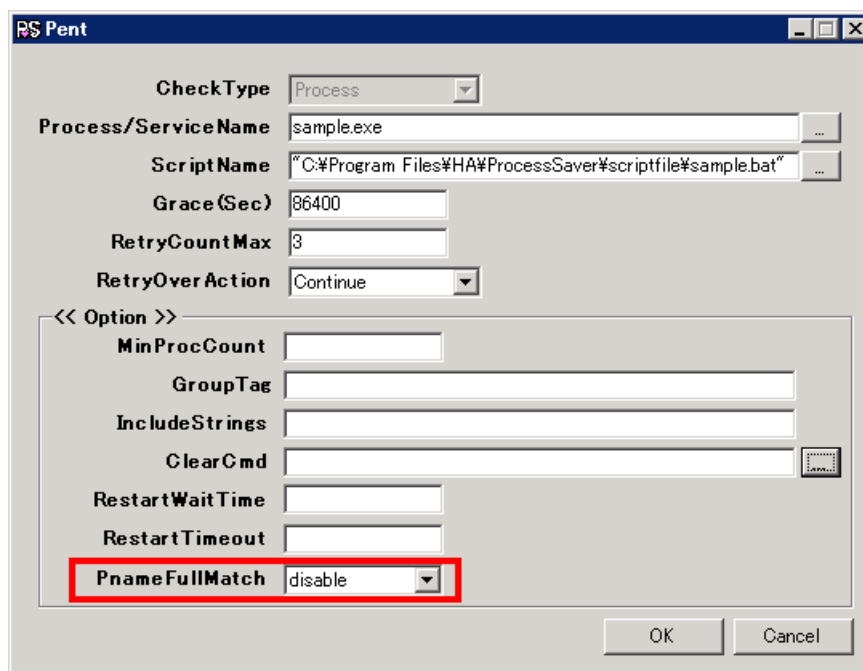 PS Pent
CheckType Process
Process/ServiceName sample.exe ...
ScriptName "C:¥Program Files¥HA¥ProcessSaver¥scriptfile¥sample.bat" ...
Grace(Sec) 86400
RetryCountMax 3
RetryOverAction Continue
<< Option >>
MinProcCount
GroupTag
IncludeStrings
ClearCmd ...
RestartWaitTime
RestartTimeout
PnameFullMatch disable
OK Cancel